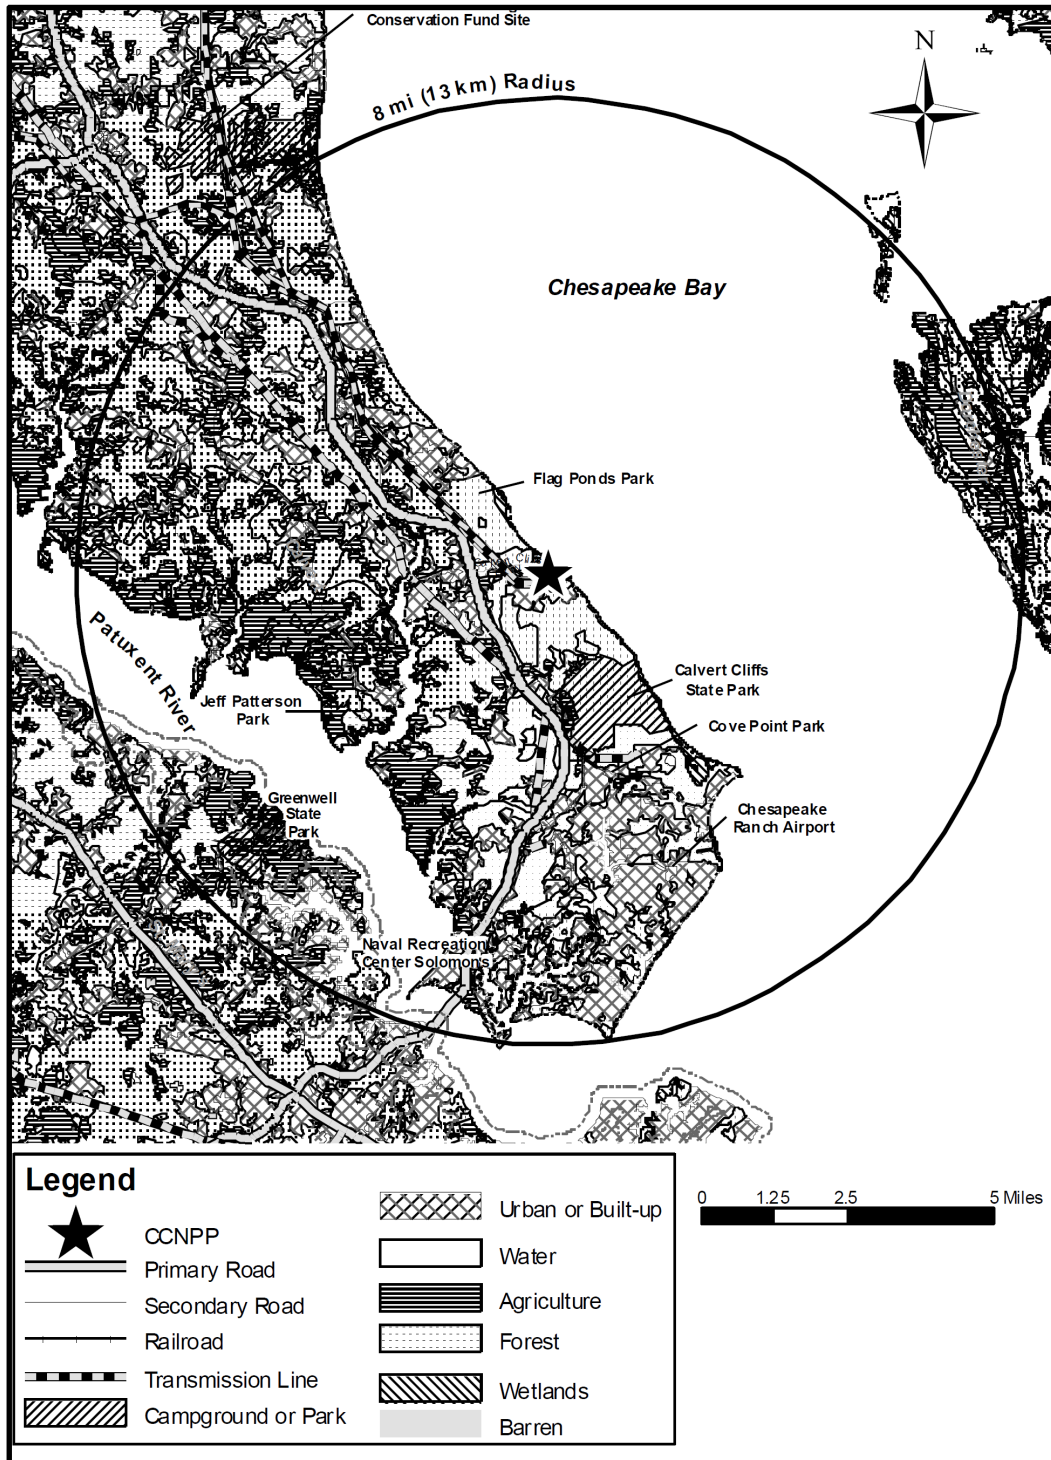 Conservation Fund Site
N
8 mi (13 km) Radius
Chesapeake Bay
Flag Ponds Park
Calvert Cliffs
State Park
Patuxent River
Jeff Patterson
Park
Cove Point Park
Greenwell
State
Park
Chesapeake
Ranch Airport
Naval Recreation
Center Solomons
Legend
CCNPP
Primary Road
Secondary Road
Railroad
Transmission Line
Campground or Park
Urban or Built-up
Water
Agriculture
Forest
Wetlands
Barren
0 1.25 2.5 5 Miles